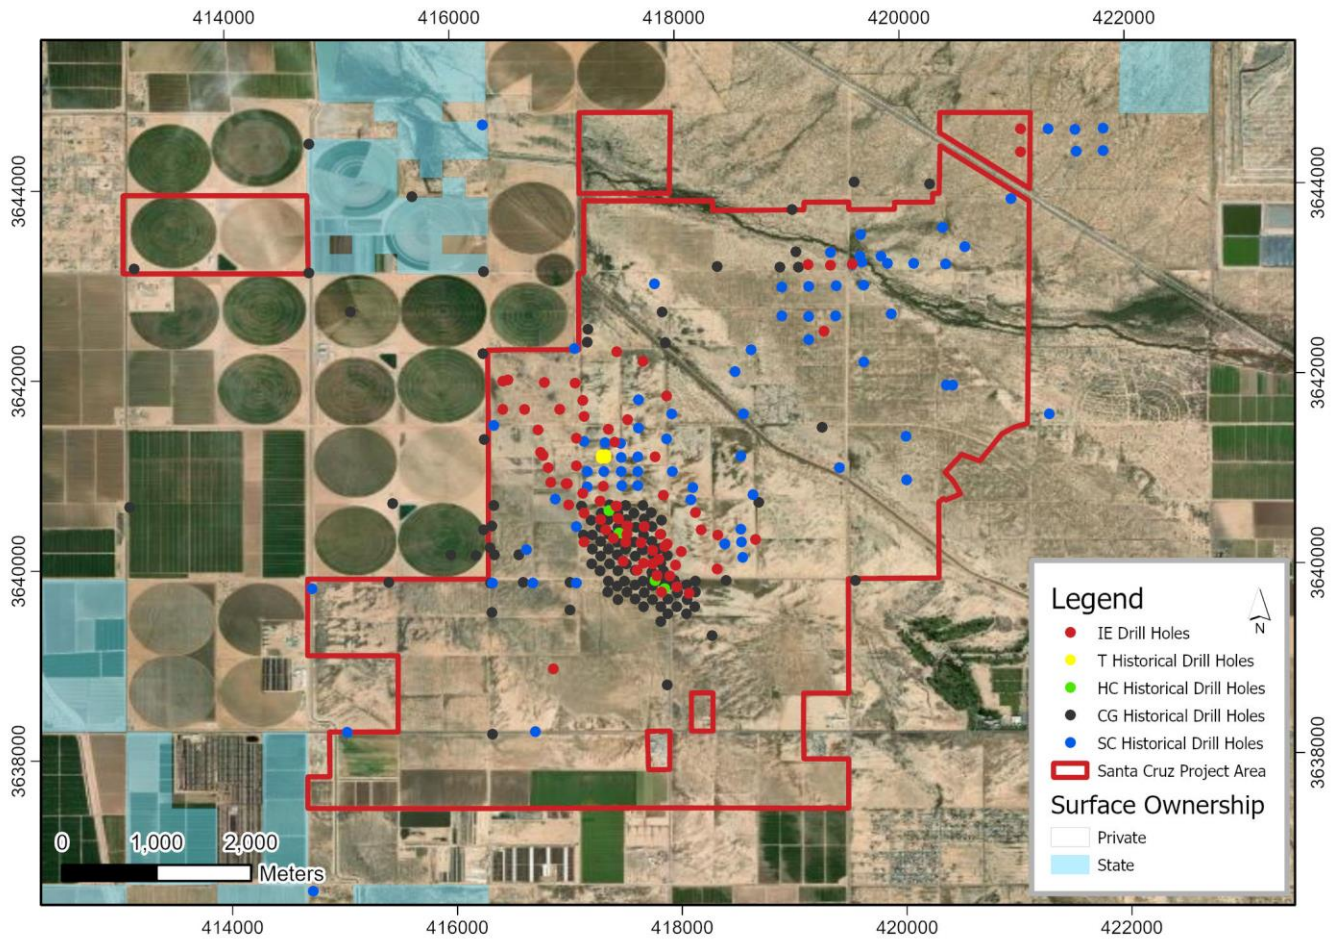 414000 416000 418000 420000 422000
3644000 3644000
3642000 3642000
3640000 3640000
3638000 3638000
Legend
N
IE Drill Holes
T Historical Drill Holes
HC Historical Drill Holes
CG Historical Drill Holes
SC Historical Drill Holes
Santa Cruz Project Area
Surface Ownership
Private
State
0 1,000 2,000
Meters
414000 416000 418000 420000 422000